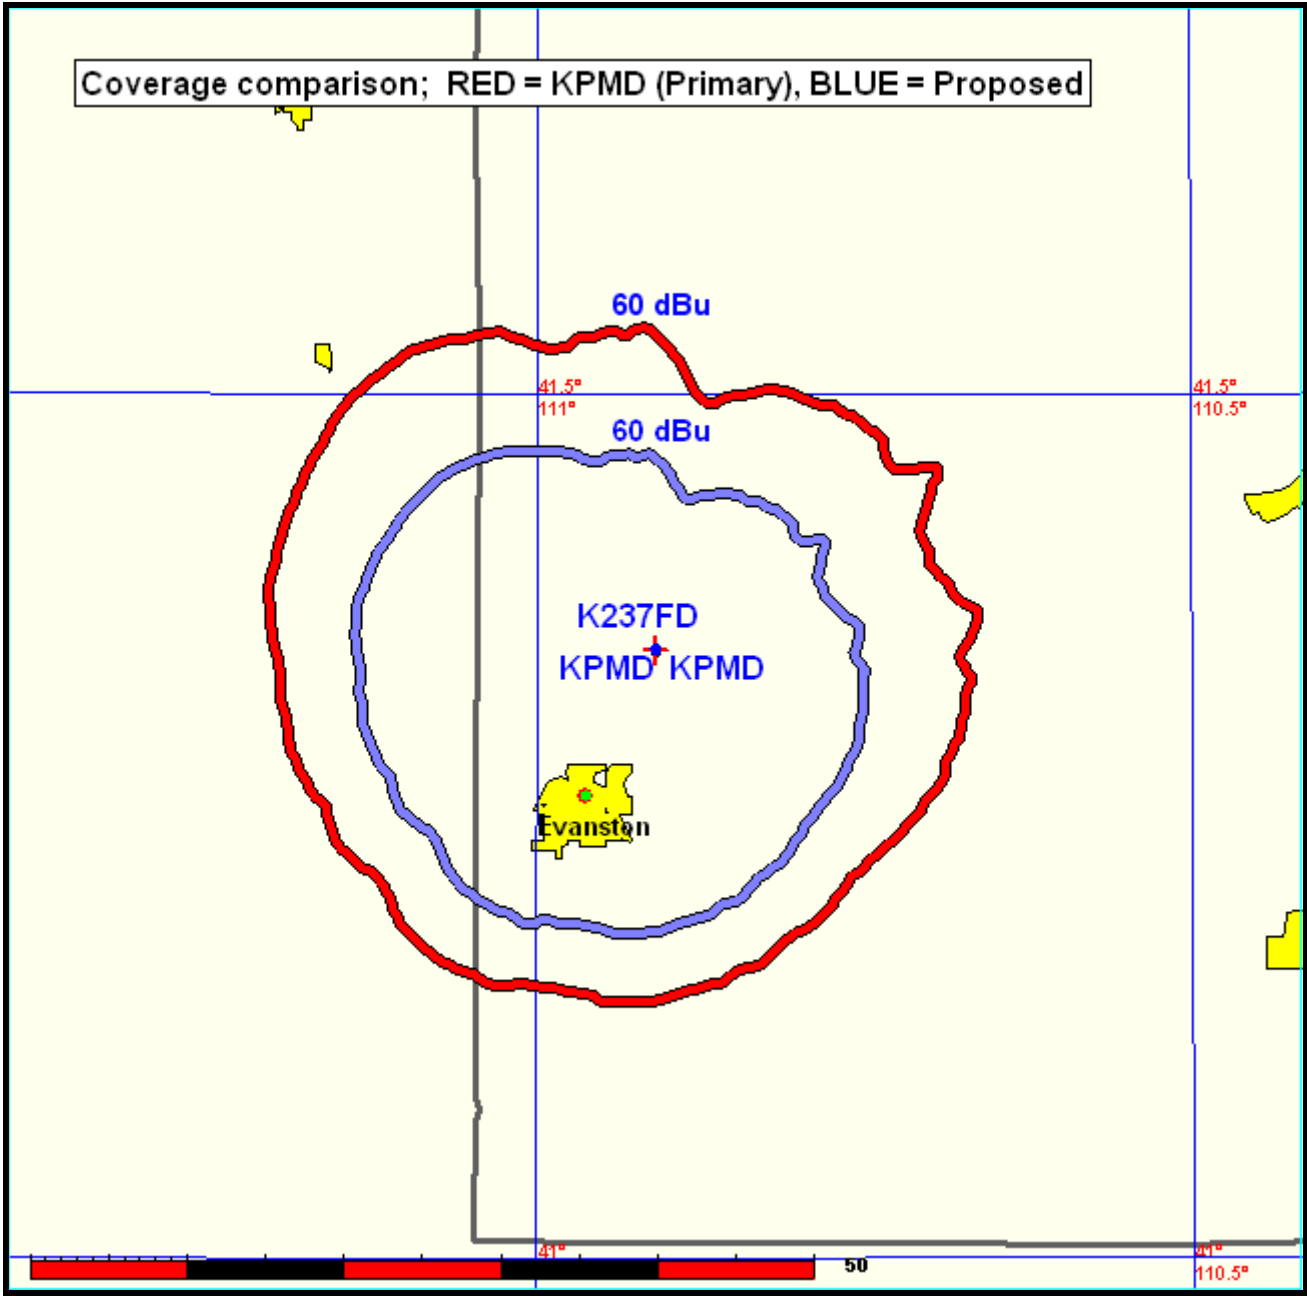 Coverage comparison;  RED = KPMD (Primary), BLUE = Proposed
60 dBu
41.5°
111°
41.5°
110.5°
60 dBu
K237FD
KPMD KPMD
Evanston
41°
41°
110.5°
50